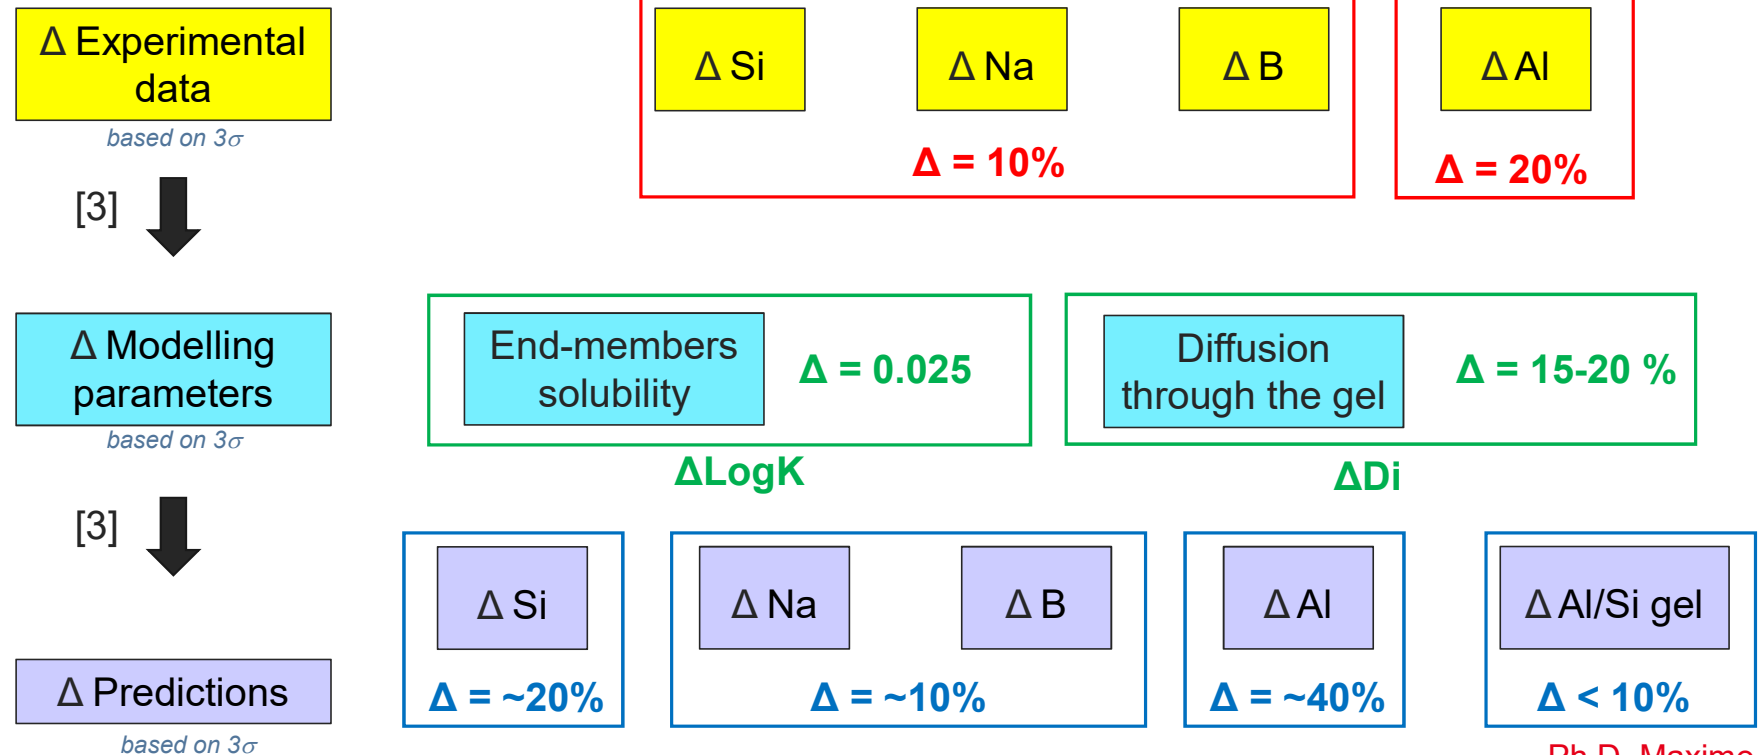 Δ Experimental
data
based on 3σ
Δ Si
Δ Na
Δ B
Δ Al
Δ = 10%
Δ = 20%
[3]
Δ Modelling
parameters
based on 3σ
End-members
solubility
Δ = 0.025
Diffusion
through the gel
Δ = 15-20 %
ΔLogK
ΔDi
[3]
Δ Predictions
based on 3σ
Δ Si
Δ Na
Δ B
Δ Al
Δ Al/Si gel
Δ = ~20%
Δ = ~10%
Δ = ~40%
Δ < 10%
Ph.D. Maxime